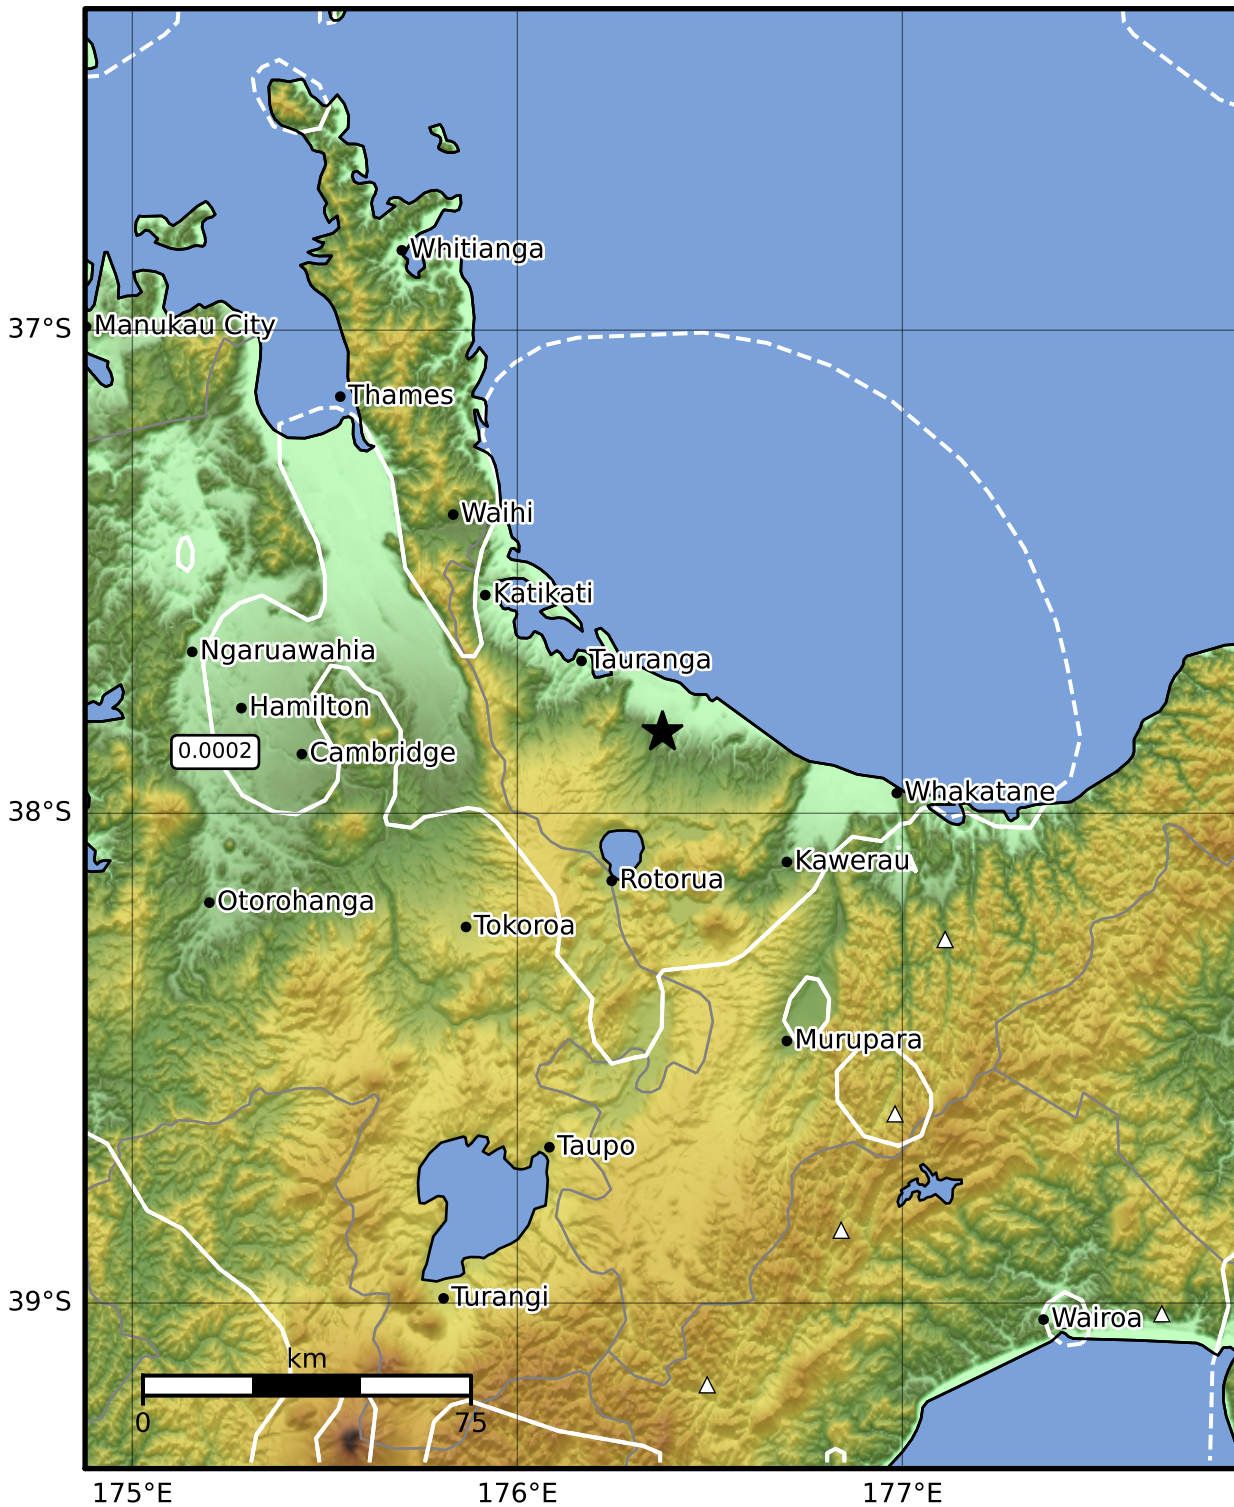 Whitianga
Manukau City
37°S
Thames
Waihi
Katikati
Ngaruawahia
Tauranga
Hamilton
0.0002
Cambridge
Whakatane
38°S
Kawerau
Rotorua
Otorohanga
Tokoroa
Murupara
Taupo
Turangi
39°S
Wairoa
km
0
75
175°E
176°E
177°E